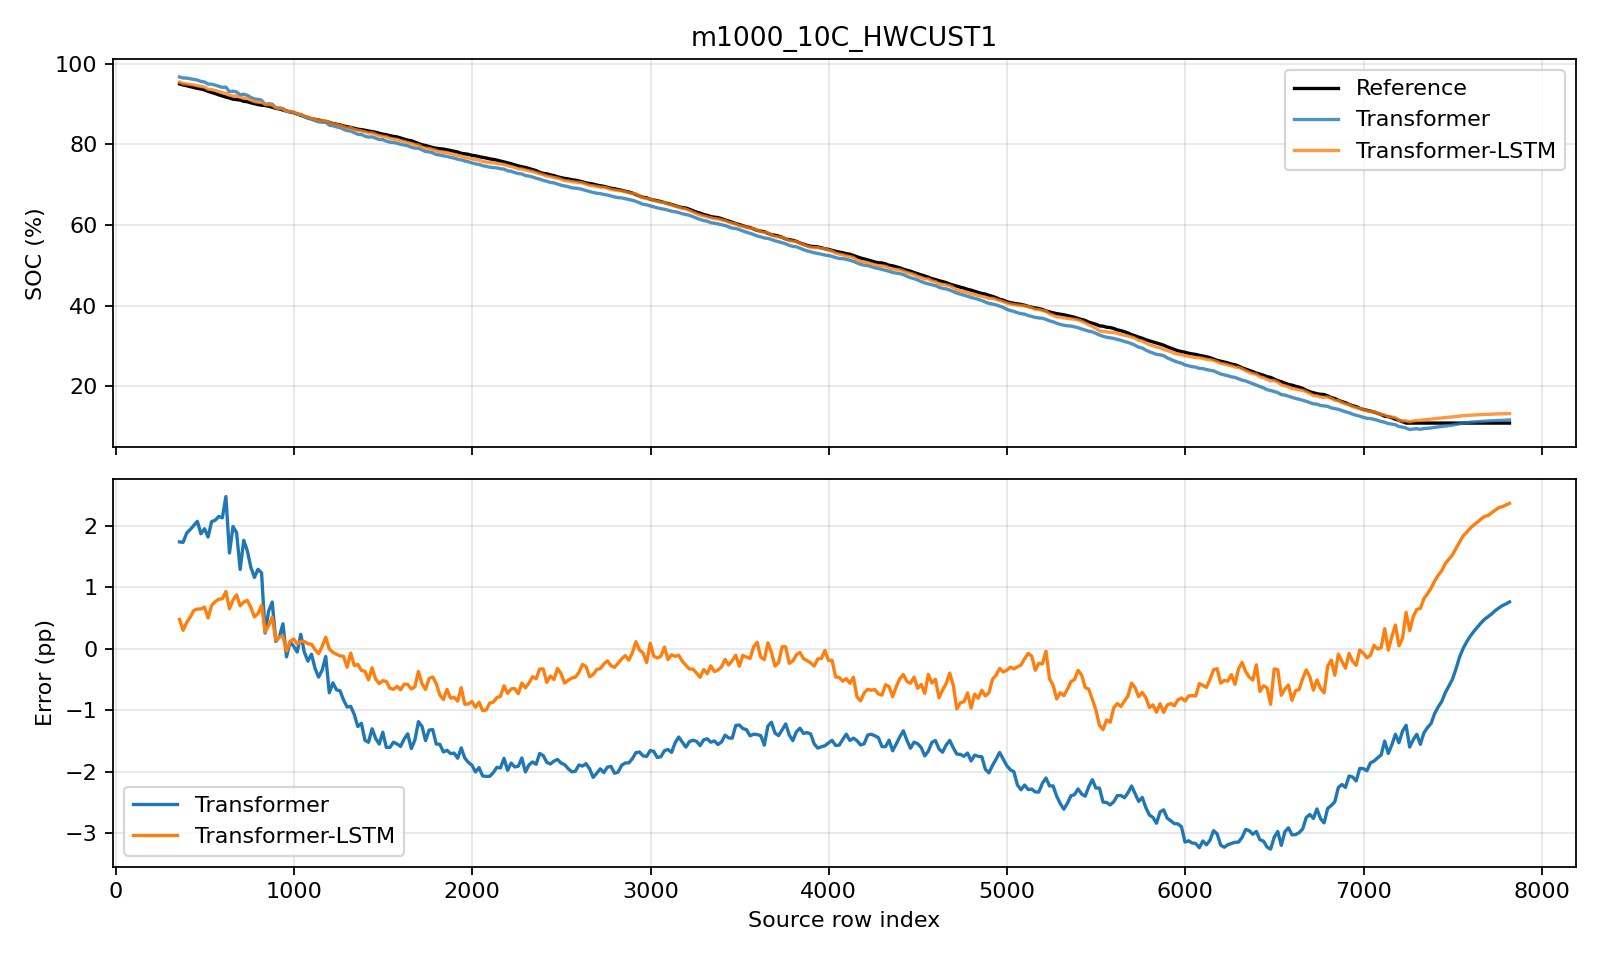 m1000_10C_HWCUST1
100
80
60
40
20
SOC (%)
Reference
Transformer
Transformer-LSTM
2
1
0
−1
−2
−3
Error (pp)
Transformer
Transformer-LSTM
0 1000 2000 3000 4000 5000 6000 7000 8000
Source row index